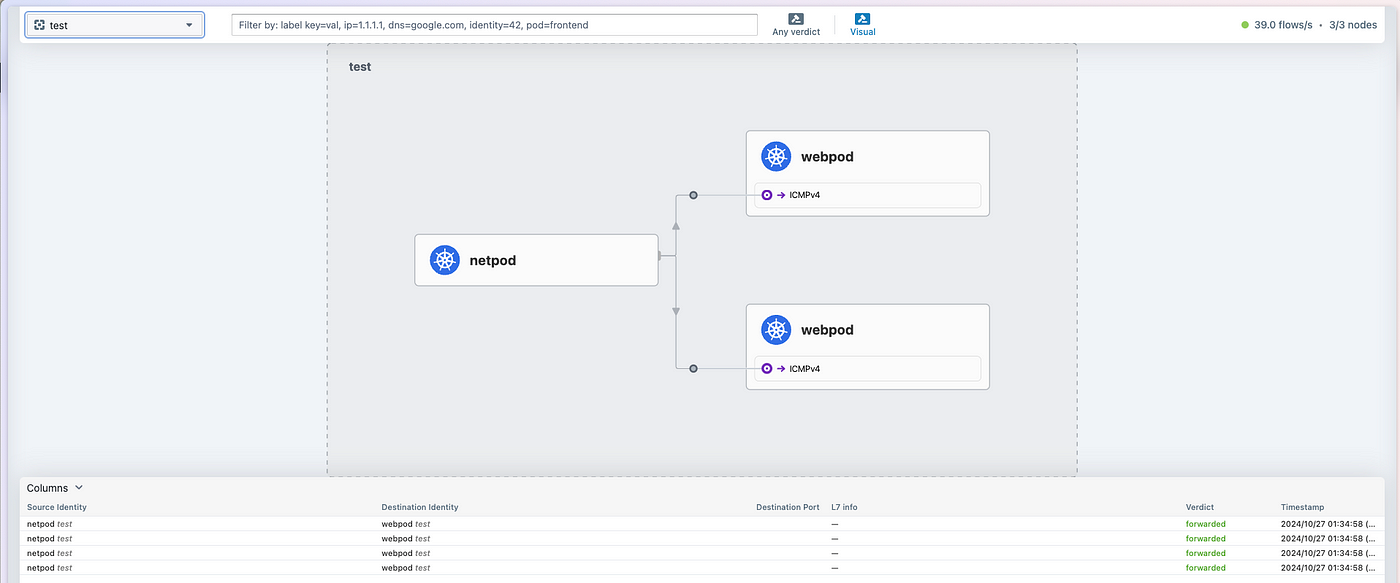 test
Filter by: label key=val, ip=1.1.1.1, dns=google.com, identity=42, pod=frontend
Any verdict
Visual
39.0 flows/s • 3/3 nodes
test
webpod
ICMPv4
netpod
webpod
ICMPv4
Columns
Source Identity Destination Identity Destination Port L7 info Verdict Timestamp
netpod test webpod test — forwarded 2024/10/27 01:34:58 (...
netpod test webpod test — forwarded 2024/10/27 01:34:58 (...
netpod test webpod test — forwarded 2024/10/27 01:34:58 (...
netpod test webpod test — forwarded 2024/10/27 01:34:58 (...